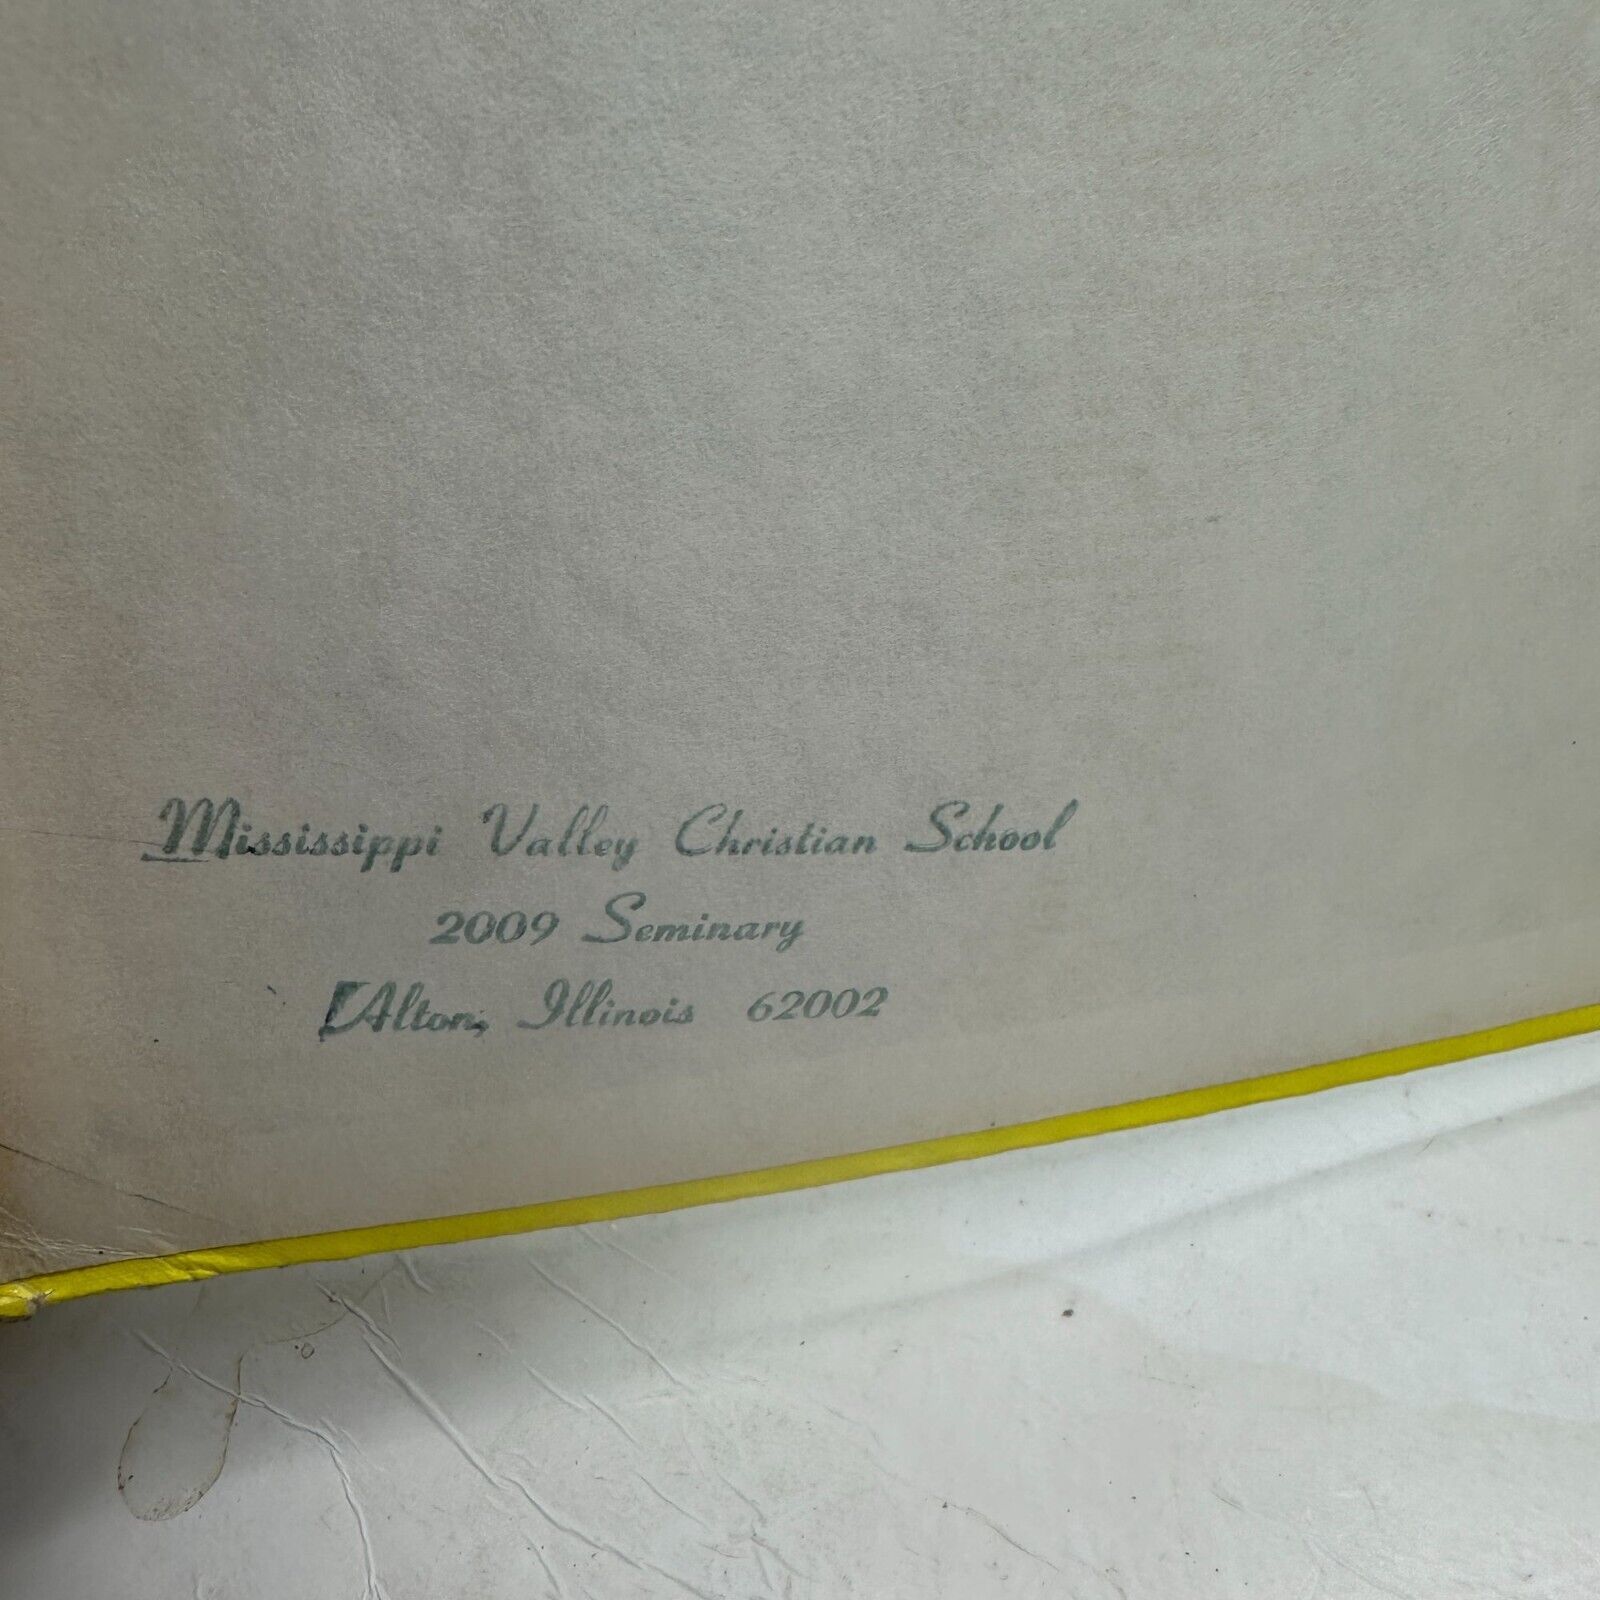 Mississippi Valley Christian School
2009 Seminary
Alton, Illinois 62002